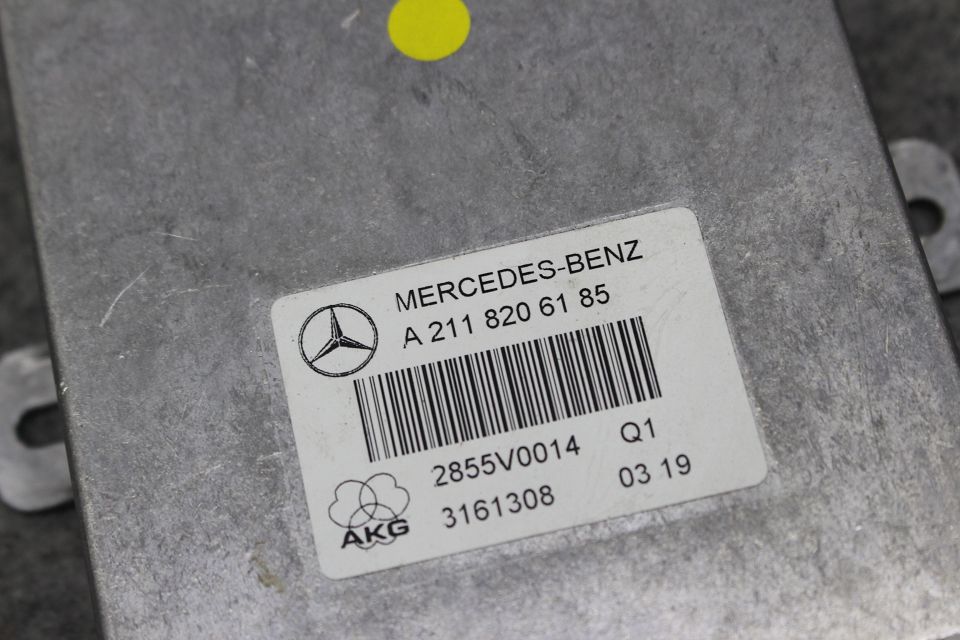 MERCEDES-BENZ
A 211 820 61 85
2855V0014 Q1
3161308 03 19
AKG